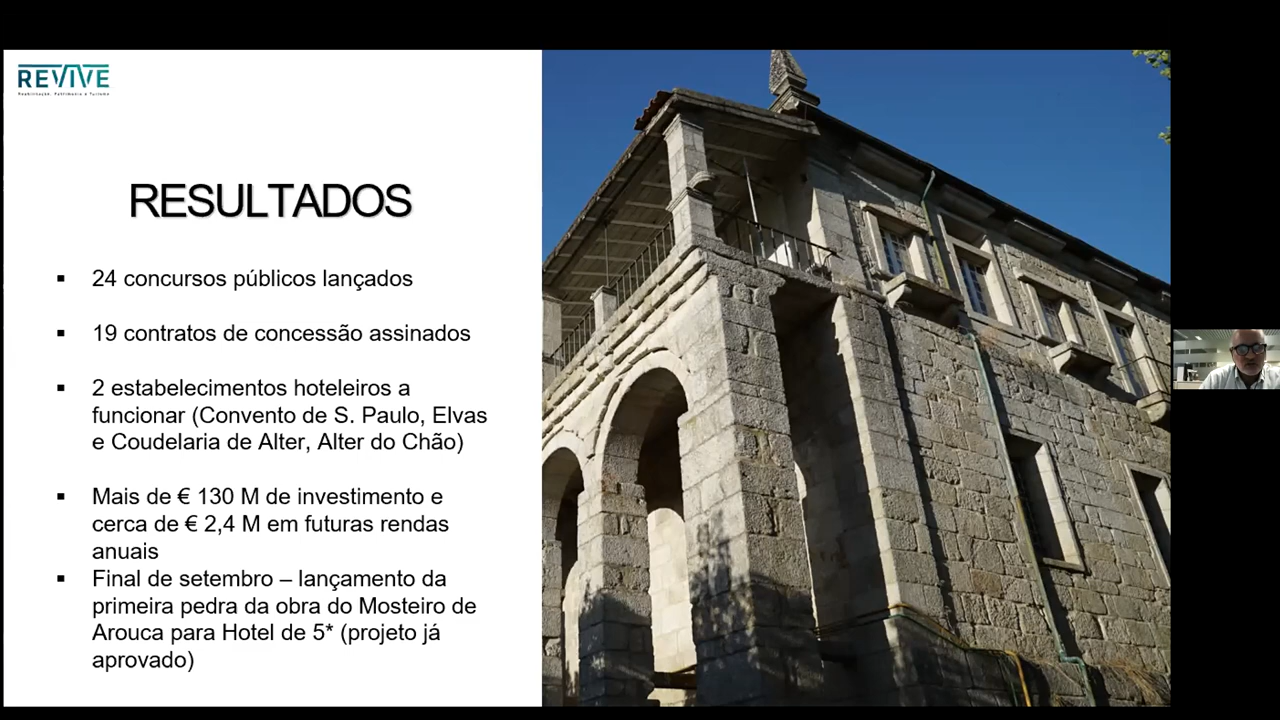 REVIVE
Reabilitação, Património e Turismo
RESULTADOS
▪ 24 concursos públicos lançados
▪ 19 contratos de concessão assinados
▪ 2 estabelecimentos hoteleiros a
funcionar (Convento de S. Paulo, Elvas
e Coudelaria de Alter, Alter do Chão)
▪ Mais de € 130 M de investimento e
cerca de € 2,4 M em futuras rendas
anuais
▪ Final de setembro – lançamento da
primeira pedra da obra do Mosteiro de
Arouca para Hotel de 5* (projeto já
aprovado)